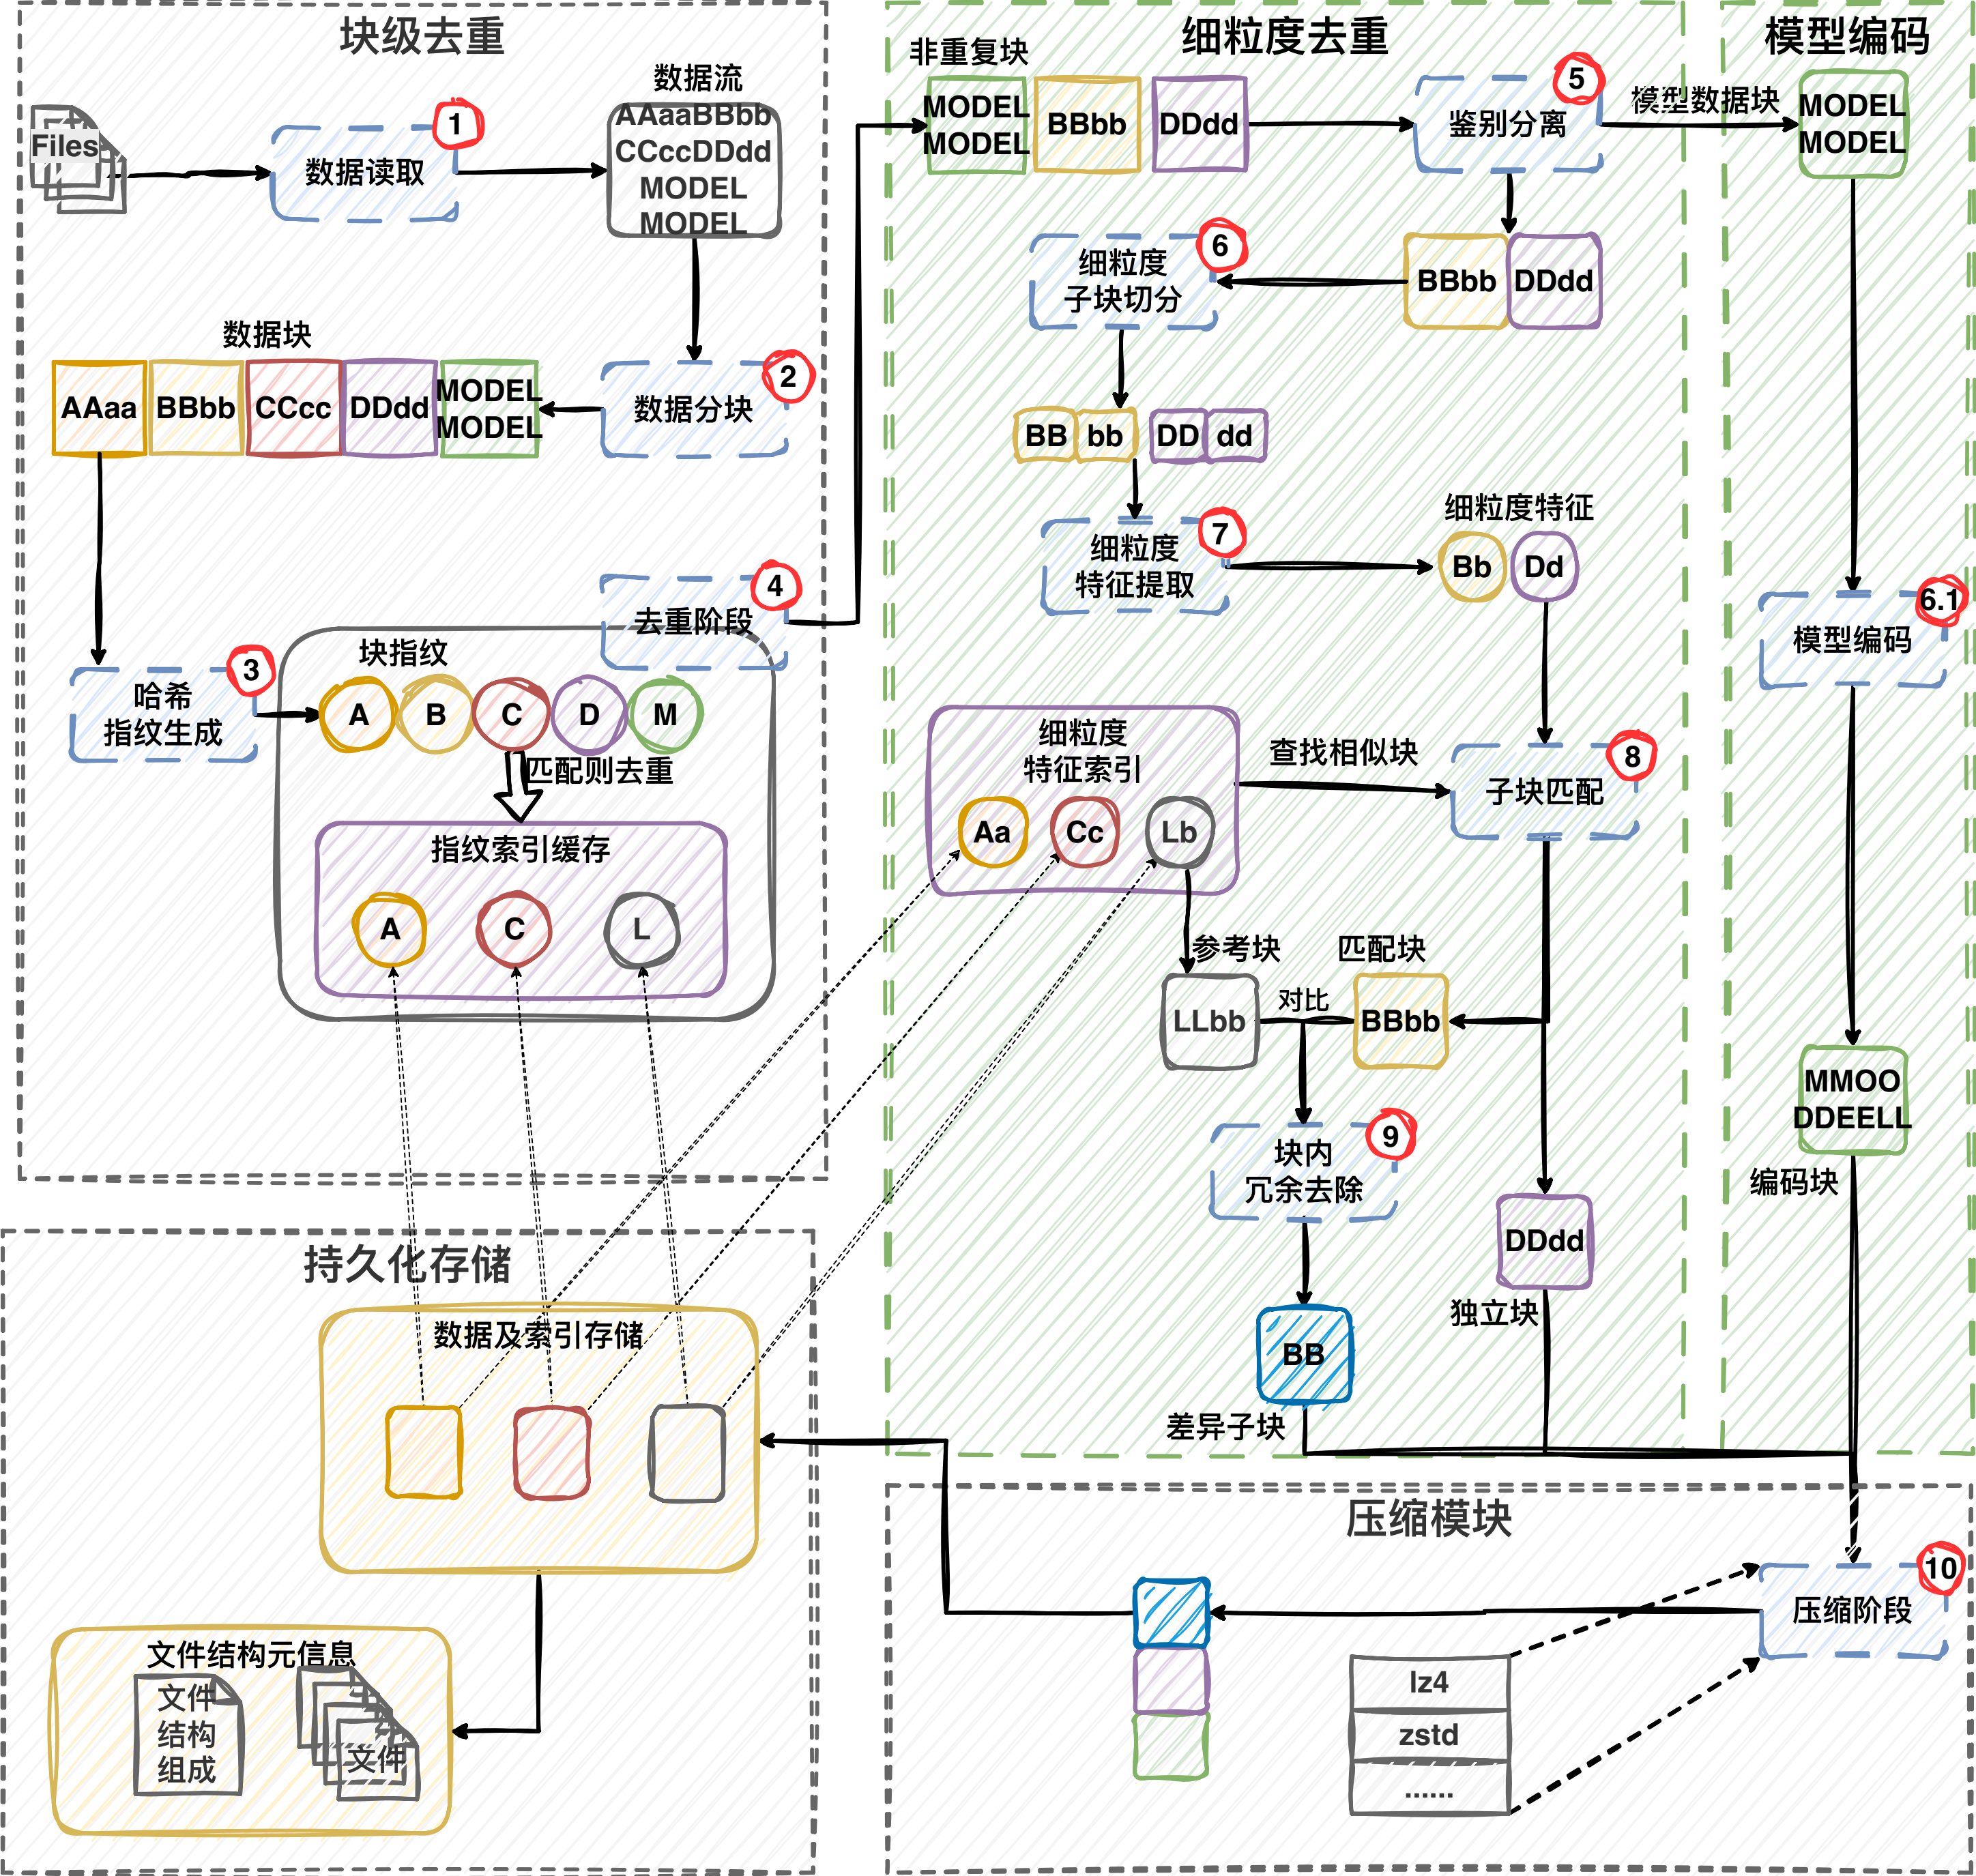 块级去重
Files
数据读取
1
数据流
AAaaBBbb
CCccDDdd
MODEL
MODEL
数据块
AAaa
BBbb
CCcc
DDdd
MODEL
MODEL
数据分块
2
哈希
指纹生成
3
去重阶段
4
块指纹
A
B
C
D
M
匹配则去重
指纹索引缓存
A
C
L
细粒度去重
非重复块
MODEL
MODEL
BBbb
DDdd
鉴别分离
5
模型数据块
细粒度
子块切分
6
BBbb
DDdd
BB
bb
DD
dd
细粒度
特征提取
7
细粒度特征
Bb
Dd
细粒度
特征索引
Aa
Cc
Lb
查找相似块
子块匹配
8
参考块
匹配块
LLbb
对比
BBbb
块内
冗余去除
9
DDdd
独立块
BB
差异子块
模型编码
MODEL
MODEL
模型编码
6.1
MMOO
DDEELL
编码块
持久化存储
数据及索引存储
文件结构元信息
文件
结构
组成
文件
压缩模块
压缩阶段
10
lz4
zstd
......